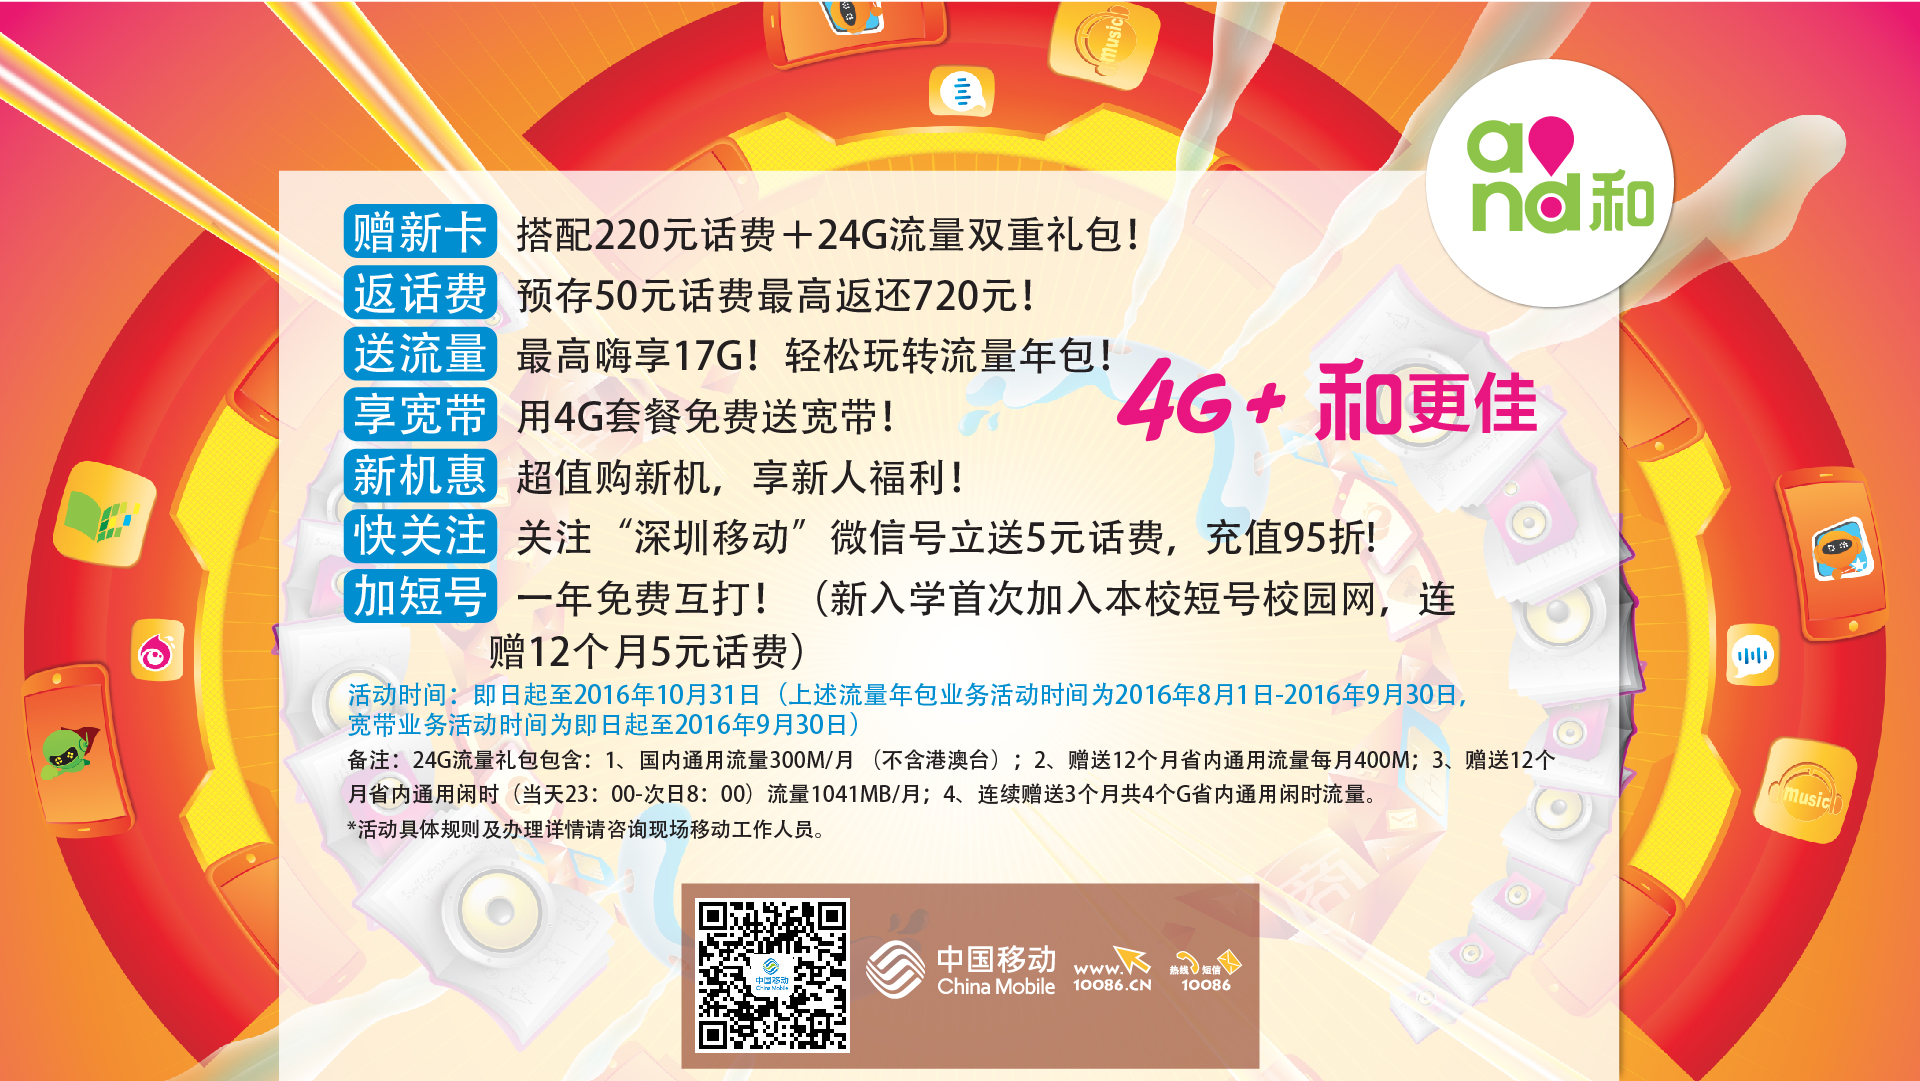 Music
and和
赠新卡 搭配220元话费+24G流量双重礼包!
返话费 预存50元话费最高返还720元!
送流量 最高嗨享17G!轻松玩转流量年包!
享宽带 用4G套餐免费送宽带!
4G+ 和更佳
新机惠 超值购新机,享新人福利!
快关注 关注“深圳移动”微信号立送5元话费,充值95折!
加短号 一年免费互打!(新入学首次加入本校短号校园网,连
赠12个月5元话费)
活动时间:即日起至2016年10月31日(上述流量年包业务活动时间为2016年8月1日-2016年9月30日,
宽带业务活动时间为即日起至2016年9月30日)
备注:24G流量礼包包含:1、国内通用流量300M/月(不含港澳台);2、赠送12个月省内通用流量每月400M;3、赠送12个
月省内通用闲时(当天23:00-次日8:00)流量1041MB/月;4、连续赠送3个月共4个G省内通用闲时流量。
*活动具体规则及办理详情请咨询现场移动工作人员。
Music
商
中国移动
China Mobile
中国移动
China Mobile
www.
10086.CN
热线 短信
10086